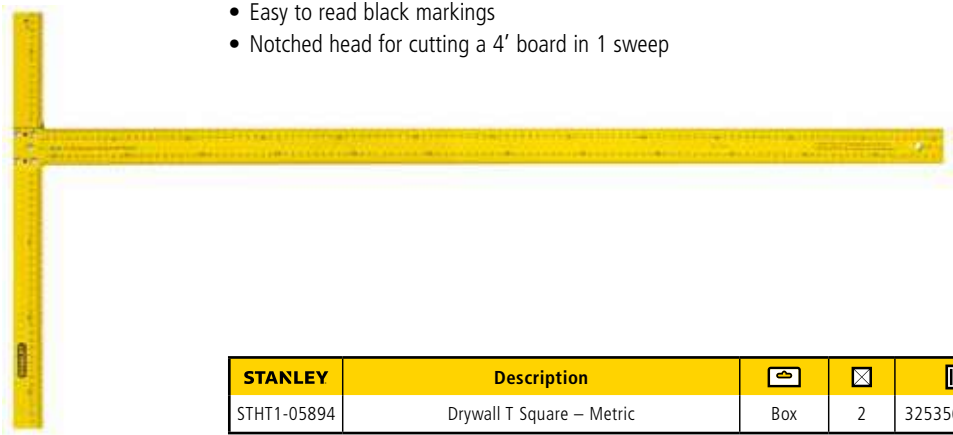 • Easy to read black markings
• Notched head for cutting a 4’ board in 1 sweep
STANLEY
STANLEY Description
STHT1-05894 Drywall T Square – Metric Box 2